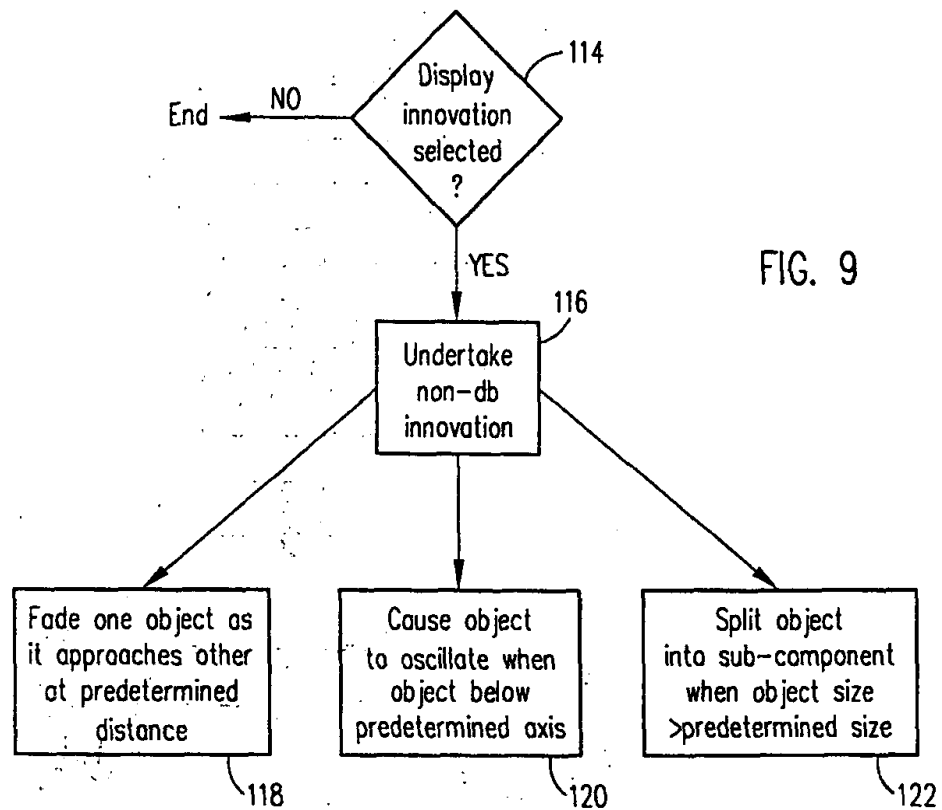 114
Display
innovation
selected
?
NO
End
YES
FIG. 9
116
Undertake
non-db
innovation
Fade one object as
it approaches other
at predetermined
distance
118
Cause object
to oscillate when
object below
predetermined axis
120
Split object
into sub-component
when object size
>predetermined size
122